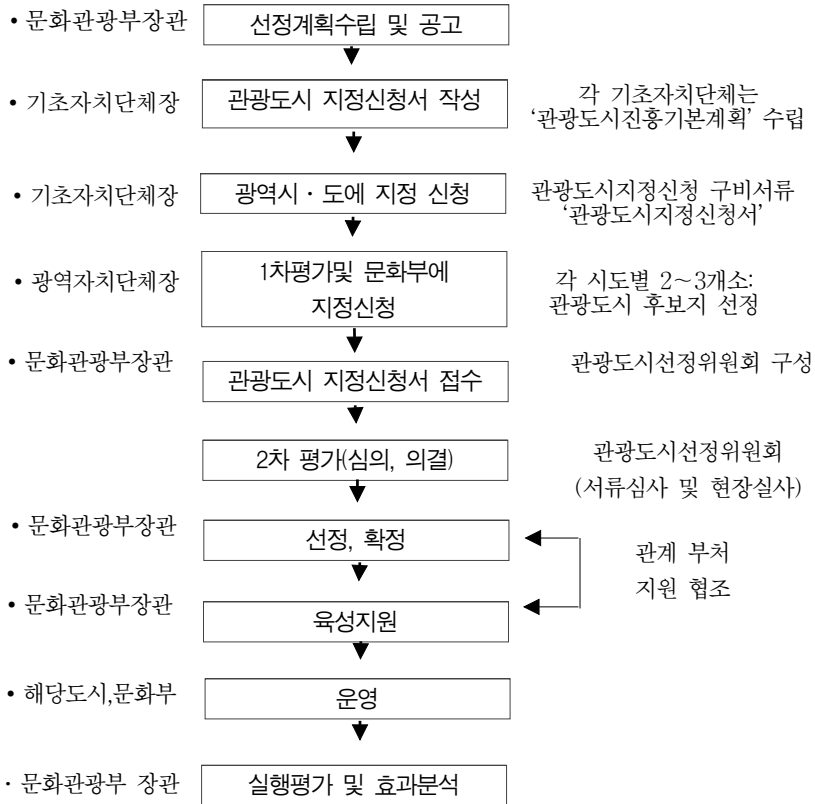 • 문화관광부장관
선정계획수립 및 공고
• 기초자치단체장
관광도시 지정신청서 작성
각 기초자치단체는
‘관광도시진흥기본계획’ 수립
• 기초자치단체장
광역시·도에 지정 신청
관광도시지정신청 구비서류
‘관광도시지정신청서’
• 광역자치단체장
1차평가및 문화부에
지정신청
각 시도별 2~3개소:
관광도시 후보지 선정
• 문화관광부장관
관광도시 지정신청서 접수
관광도시선정위원회 구성
2차 평가(심의, 의결)
관광도시선정위원회
(서류심사 및 현장실사)
• 문화관광부장관
선정, 확정
관계 부처
지원 협조
• 문화관광부장관
육성지원
• 해당도시,문화부
운영
· 문화관광부 장관
실행평가 및 효과분석